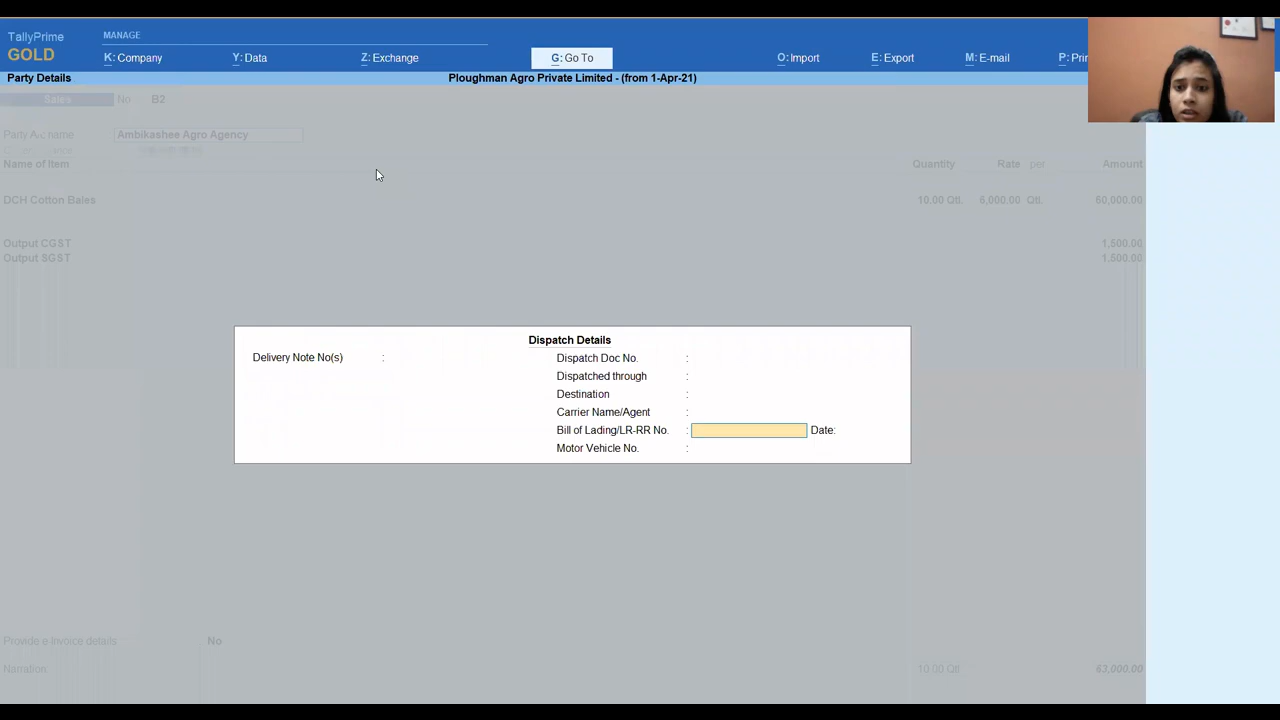 TallyPrime
GOLD
MANAGE
K: Company
Y: Data
Z: Exchange
G: Go To
O: Import
E: Export
M: E-mail
P: Prin
Party Details
Ploughman Agro Private Limited - (from 1-Apr-21)
Sales No B2
Party A/c name Ambikashee Agro Agency
Name of Item Quantity Rate per Amount
DCH Cotton Bales 10.00 Qtl. 6,000.00 Qtl. 60,000.00
Output CGST 1,500.00
Output SGST 1,500.00
Dispatch Details
Delivery Note No(s) :
Dispatch Doc No. :
Dispatched through :
Destination :
Carrier Name/Agent :
Bill of Lading/LR-RR No. : Date:
Motor Vehicle No. :
Provide e-Invoice details No
Narration: 10.00 Qtl 63,000.00